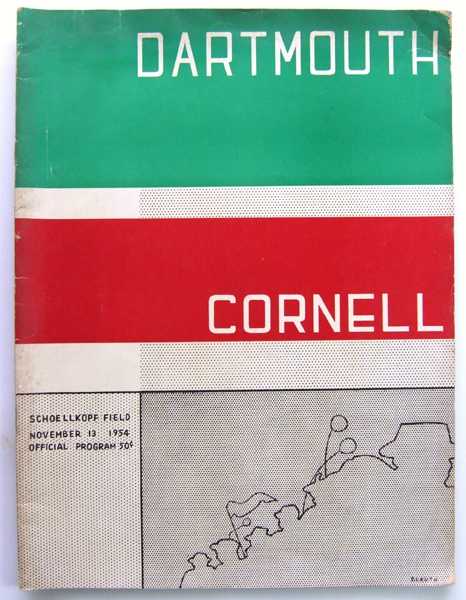 DARTMOUTH
CORNELL
SCHOELLKOPF FIELD
NOVEMBER 13 1954
OFFICIAL PROGRAM 50¢